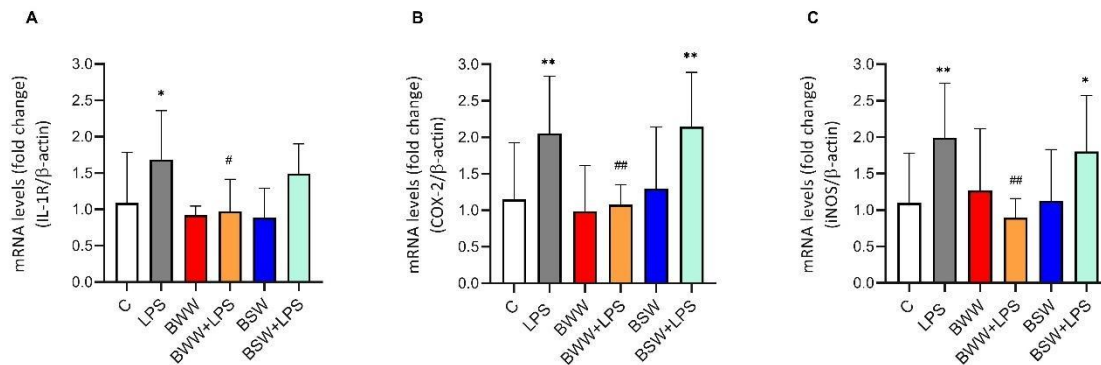 A
mRNA levels (fold change)
(IL-1R/β-actin)
3.0
2.5
2.0
1.5
1.0
0.5
0.0
*
#
C
LPS
BWW
BWW+LPS
BSW
BSW+LPS
B
mRNA levels (fold change)
(COX-2/β-actin)
3.0
2.5
2.0
1.5
1.0
0.5
0.0
**
##
**
C
LPS
BWW
BWW+LPS
BSW
BSW+LPS
C
mRNA levels (fold change)
(iNOS/β-actin)
3.0
2.5
2.0
1.5
1.0
0.5
0.0
**
##
*
C
LPS
BWW
BWW+LPS
BSW
BSW+LPS